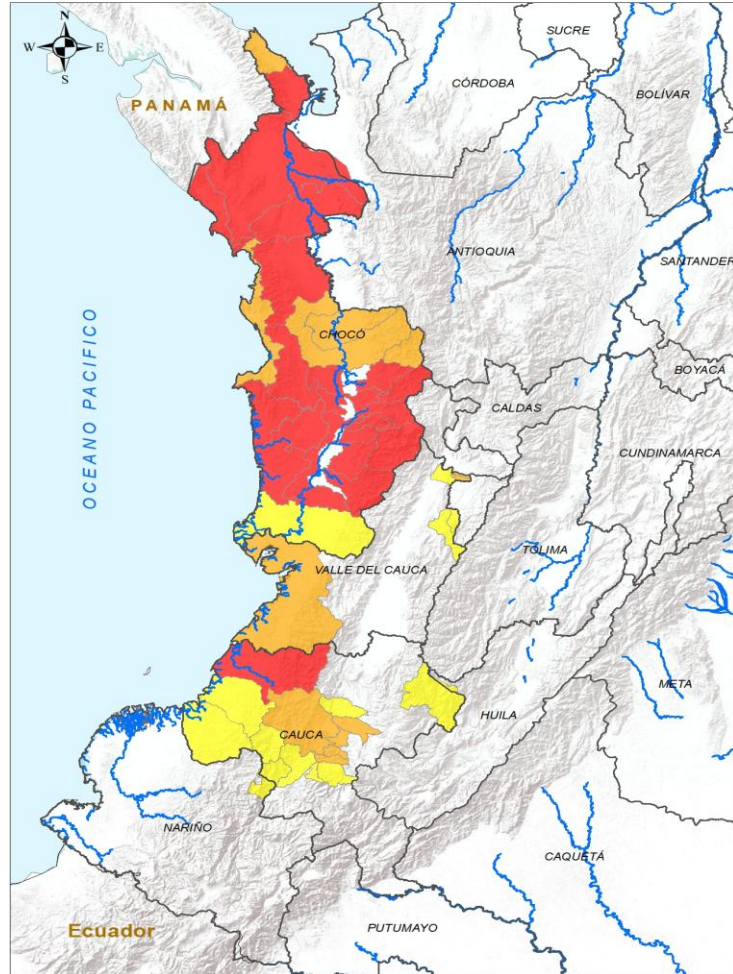 N
W E
S
SUCRE
CÓRDOBA
PANAMÁ
BOLÍVAR
ANTIOQUIA
SANTANDER
OCEANO PACIFICO
CHOCÓ
BOYACÁ
CALDAS
CUNDINAMARCA
TOLIMA
VALLE DEL CAUCA
META
HUILA
CAUCA
NARIÑO
CAQUETÁ
PUTUMAYO
Ecuador